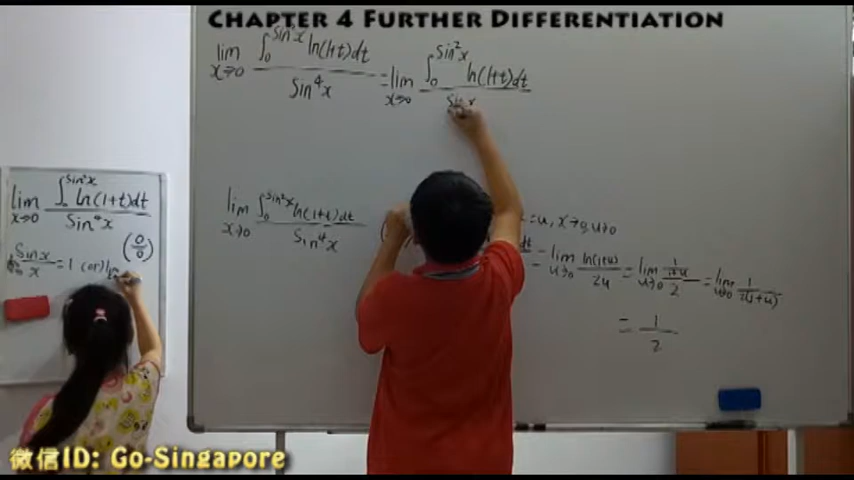 CHAPTER 4 FURTHER DIFFERENTIATION
lim x→0 ∫₀^sin²x ln(1+t)dt / sin⁴x = lim x→0 ∫₀^sin²x ln(1+t)dt / sin x
lim x→0 ∫₀^sin²x ln(1+t)dt / sin⁴x
= u, x→0, u→0
= lim u→0 ln(1+u) / 2u = lim u→0 1/(1+u) / 2 = lim u→0 1 / 2(1+u)
= 1/2
lim x→0 ∫₀^sin²x ln(1+t)dt / sin⁴x
(0/0)
sin x / x = 1 (or) lim
微信ID: Go-Singapore